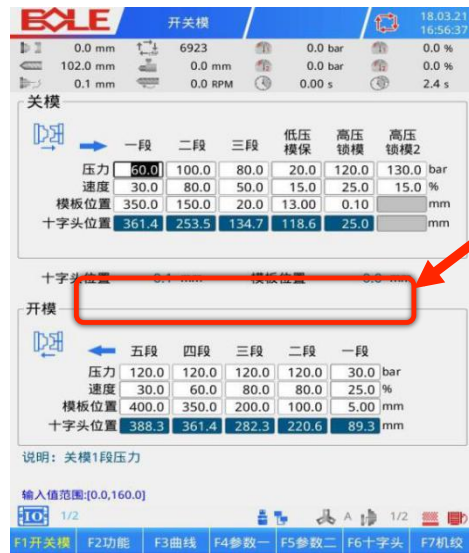 BOLE 开关模 18.03.21
16:56:37
0.0 mm 6923 0.0 bar 0.0 %
102.0 mm 0.0 mm 0.0 bar 0.0 %
0.1 mm 0.0 RPM 0.00 s 2.4 s
关模
一段 二段 三段 低压模保 高压锁模 高压锁模2
压力 60.0 100.0 80.0 20.0 120.0 130.0 bar
速度 30.0 80.0 50.0 15.0 25.0 15.0 %
模板位置 350.0 150.0 20.0 13.00 0.10 mm
十字头位置 361.4 253.5 134.7 118.6 25.0 mm
十字头位置 0.1 mm 模板位置 0.0 mm
开模
五段 四段 三段 二段 一段
压力 120.0 120.0 120.0 120.0 30.0 bar
速度 30.0 60.0 80.0 80.0 25.0 %
模板位置 400.0 350.0 200.0 100.0 5.00 mm
十字头位置 388.3 361.4 282.3 220.6 89.3 mm
说明: 关模1段压力
输入值范围:[0.0,160.0]
IO 1/2 A 1/2
F1开关模 F2功能 F3曲线 F4参数一 F5参数二 F6十字头 F7机绞